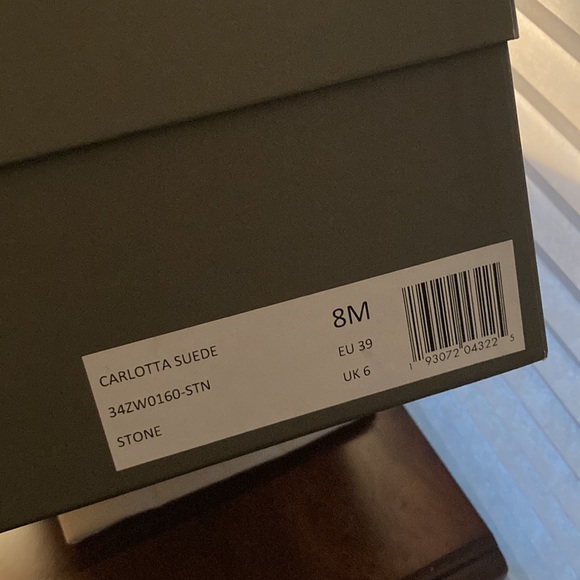 CARLOTTA SUEDE
34ZW0160-STN
STONE
8M
EU 39
UK 6
1 93072 04322 5